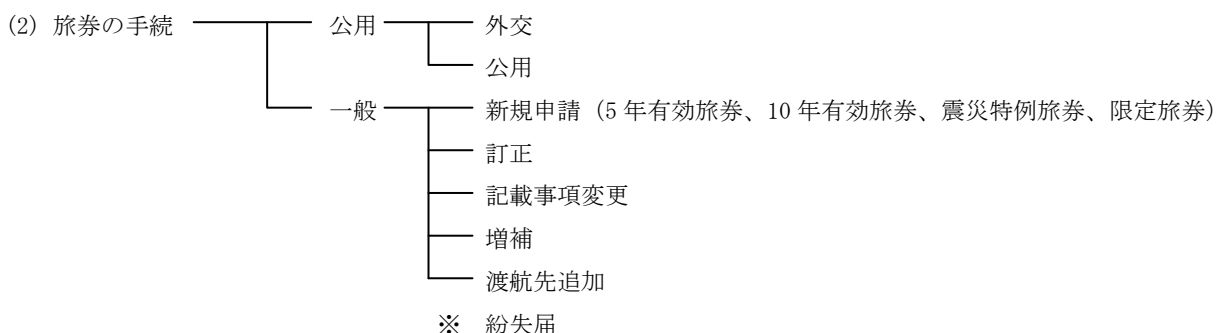 (2) 旅券の手続 公用 外交
公用
一般 新規申請（5 年有効旅券、10 年有効旅券、震災特例旅券、限定旅券）
訂正
記載事項変更
増補
渡航先追加
※ 紛失届